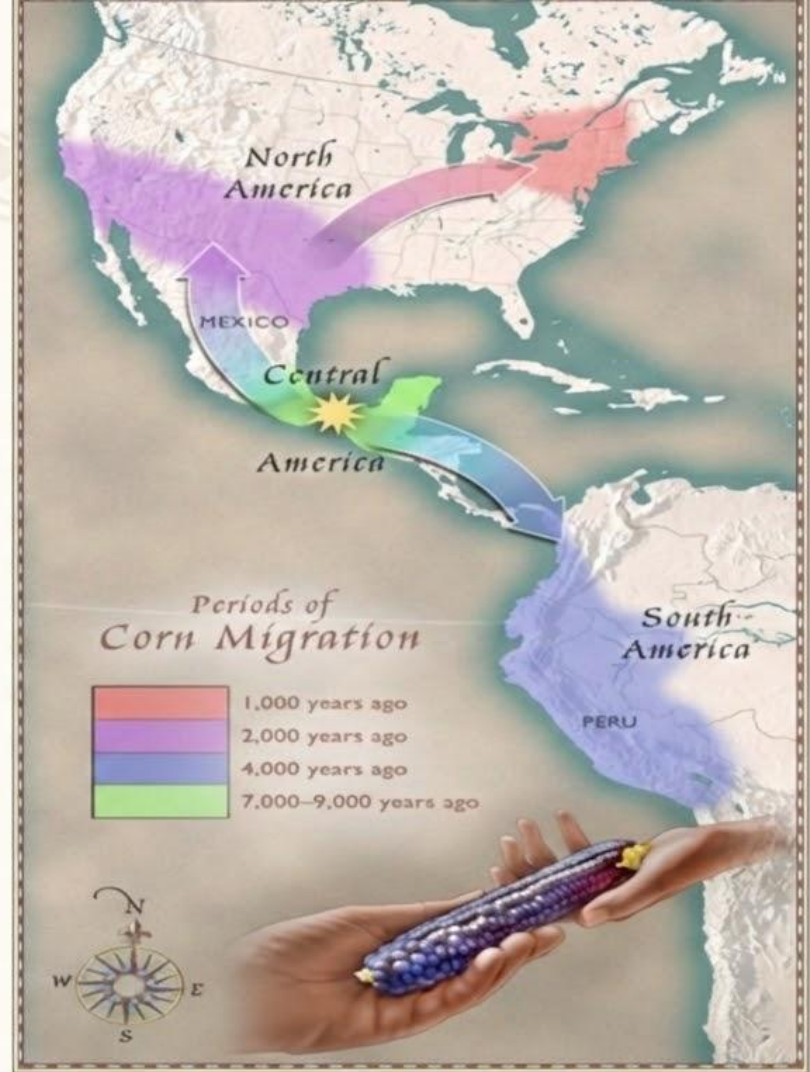 North
America
MEXICO
Central
America
South
America
PERU
Periods of
Corn Migration
1,000 years ago
2,000 years ago
4,000 years ago
7,000–9,000 years ago
N
W
E
S